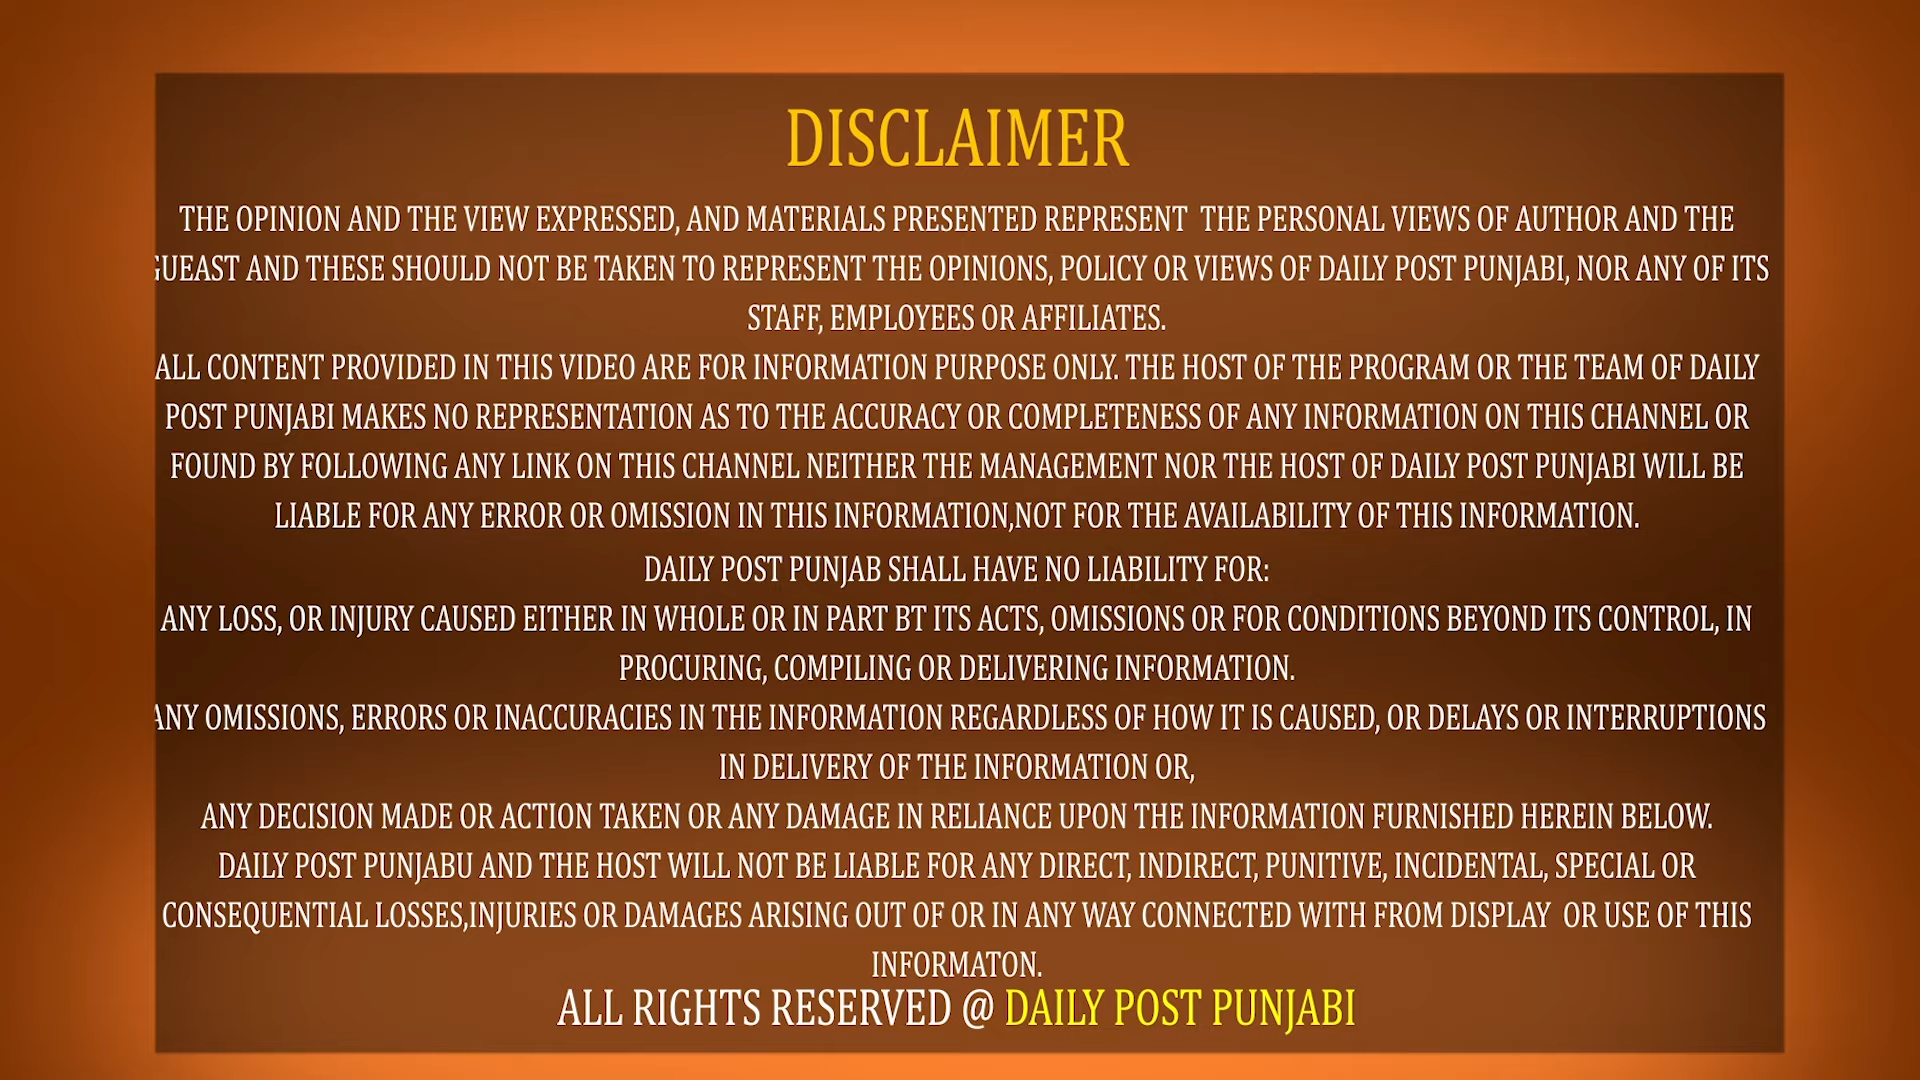 DISCLAIMER
THE OPINION AND THE VIEW EXPRESSED, AND MATERIALS PRESENTED REPRESENT THE PERSONAL VIEWS OF AUTHOR AND THE
GUEAST AND THESE SHOULD NOT BE TAKEN TO REPRESENT THE OPINIONS, POLICY OR VIEWS OF DAILY POST PUNJABI, NOR ANY OF ITS
STAFF, EMPLOYEES OR AFFILIATES.
ALL CONTENT PROVIDED IN THIS VIDEO ARE FOR INFORMATION PURPOSE ONLY. THE HOST OF THE PROGRAM OR THE TEAM OF DAILY
POST PUNJABI MAKES NO REPRESENTATION AS TO THE ACCURACY OR COMPLETENESS OF ANY INFORMATION ON THIS CHANNEL OR
FOUND BY FOLLOWING ANY LINK ON THIS CHANNEL NEITHER THE MANAGEMENT NOR THE HOST OF DAILY POST PUNJABI WILL BE
LIABLE FOR ANY ERROR OR OMISSION IN THIS INFORMATION,NOT FOR THE AVAILABILITY OF THIS INFORMATION.
DAILY POST PUNJAB SHALL HAVE NO LIABILITY FOR:
ANY LOSS, OR INJURY CAUSED EITHER IN WHOLE OR IN PART BT ITS ACTS, OMISSIONS OR FOR CONDITIONS BEYOND ITS CONTROL, IN
PROCURING, COMPILING OR DELIVERING INFORMATION.
ANY OMISSIONS, ERRORS OR INACCURACIES IN THE INFORMATION REGARDLESS OF HOW IT IS CAUSED, OR DELAYS OR INTERRUPTIONS
IN DELIVERY OF THE INFORMATION OR,
ANY DECISION MADE OR ACTION TAKEN OR ANY DAMAGE IN RELIANCE UPON THE INFORMATION FURNISHED HEREIN BELOW.
DAILY POST PUNJABU AND THE HOST WILL NOT BE LIABLE FOR ANY DIRECT, INDIRECT, PUNITIVE, INCIDENTAL, SPECIAL OR
CONSEQUENTIAL LOSSES,INJURIES OR DAMAGES ARISING OUT OF OR IN ANY WAY CONNECTED WITH FROM DISPLAY OR USE OF THIS
INFORMATON.
ALL RIGHTS RESERVED @ DAILY POST PUNJABI